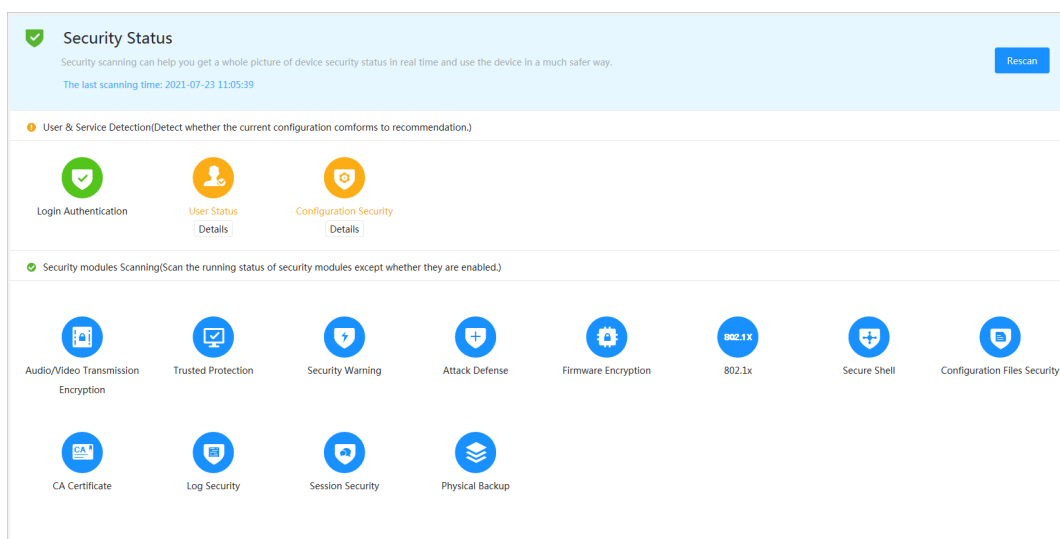 Security Status
Security scanning can help you get a whole picture of device security status in real time and use the device in a much safer way.
Rescan
The last scanning time: 2021-07-23 11:05:39
User & Service Detection(Detect whether the current configuration comforms to recommendation.)
Login Authentication
User Status
Configuration Security
Details
Details
Security modules Scanning(Scan the running status of security modules except whether they are enabled.)
802.1X
Audio/Video Transmission
Encryption
Trusted Protection
Security Warning
Attack Defense
Firmware Encryption
802.1x
Secure Shell
Configuration Files Security
CA
CA Certificate
Log Security
Session Security
Physical Backup